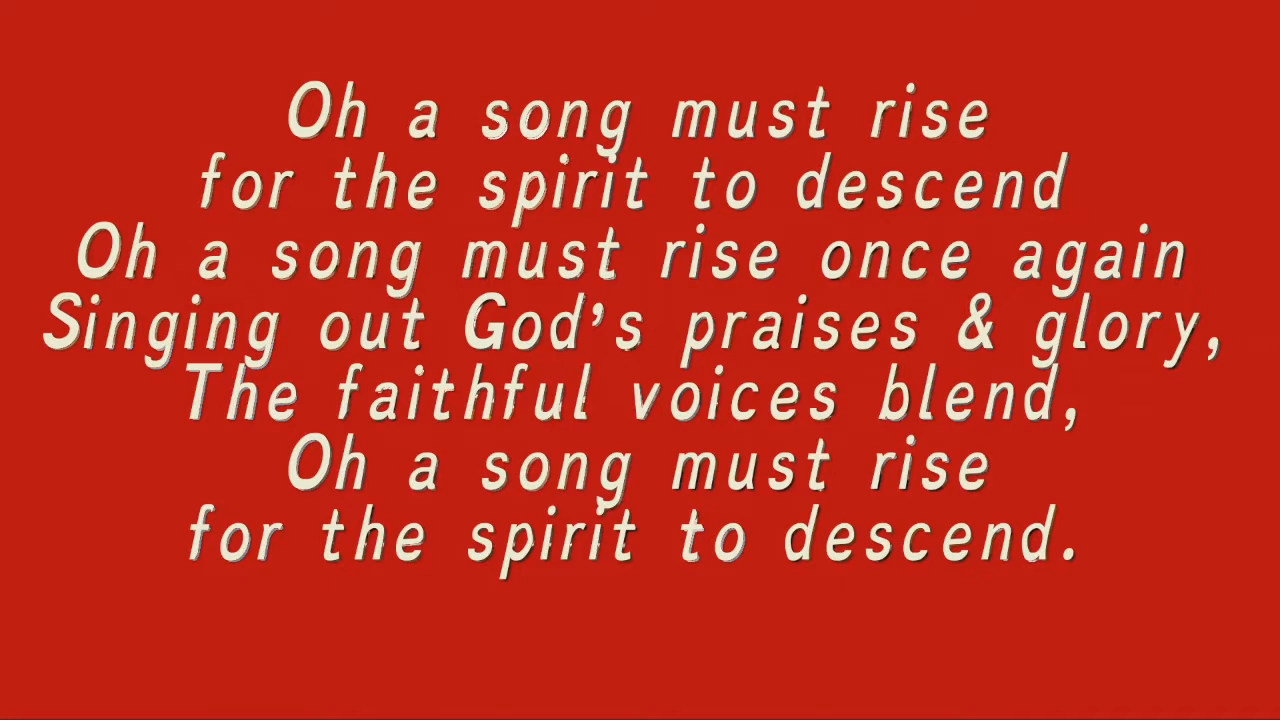 Oh a song must rise
for the spirit to descend
Oh a song must rise once again
Singing out God's praises & glory,
The faithful voices blend,
Oh a song must rise
for the spirit to descend.